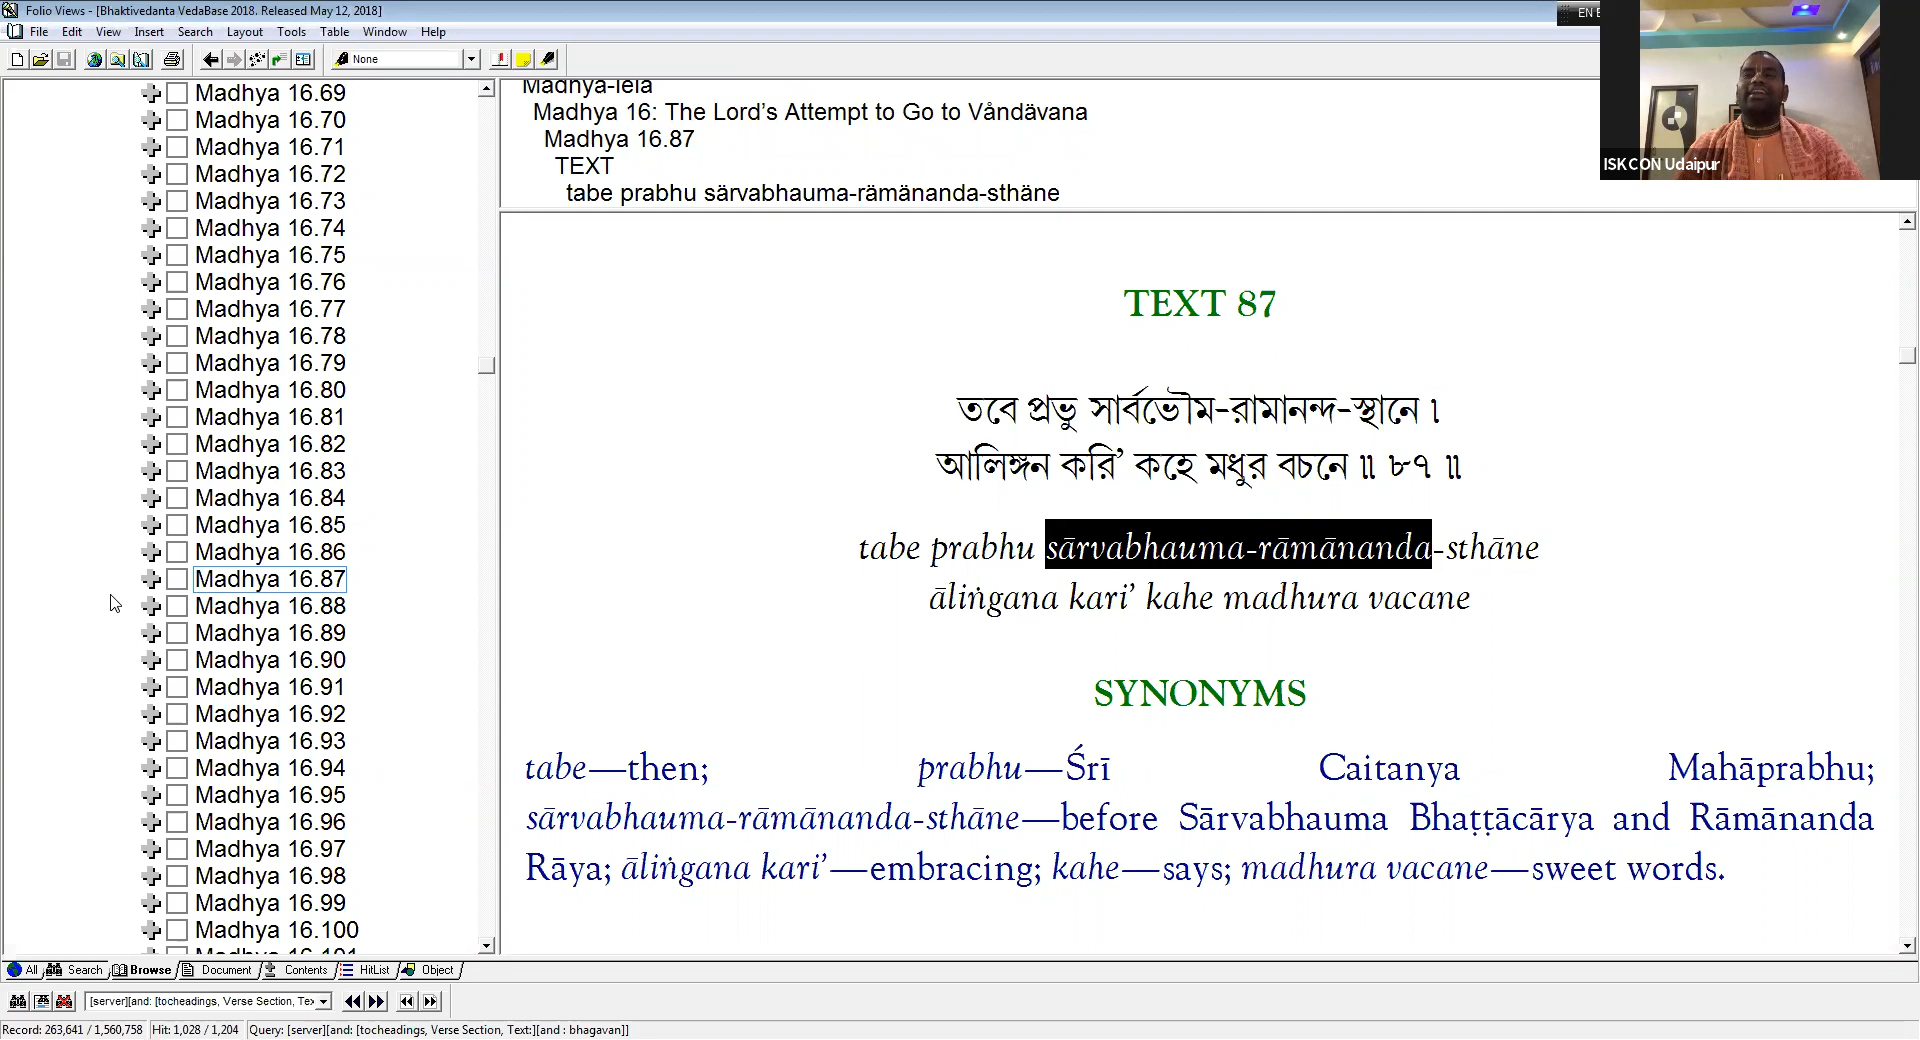 Folio Views - [Bhaktivedanta VedaBase 2018. Released May 12, 2018]
File Edit View Insert Search Layout Tools Table Window Help
None
EN
ISKCON Udaipur
Madhya 16.69
Madhya 16.70
Madhya 16.71
Madhya 16.72
Madhya 16.73
Madhya 16.74
Madhya 16.75
Madhya 16.76
Madhya 16.77
Madhya 16.78
Madhya 16.79
Madhya 16.80
Madhya 16.81
Madhya 16.82
Madhya 16.83
Madhya 16.84
Madhya 16.85
Madhya 16.86
Madhya 16.87
Madhya 16.88
Madhya 16.89
Madhya 16.90
Madhya 16.91
Madhya 16.92
Madhya 16.93
Madhya 16.94
Madhya 16.95
Madhya 16.96
Madhya 16.97
Madhya 16.98
Madhya 16.99
Madhya 16.100
Madhya 16.101
Madhya-lélä
Madhya 16: The Lord’s Attempt to Go to Våndävana
Madhya 16.87
TEXT
tabe prabhu särvabhauma-rämänanda-sthäne
TEXT 87
তবে প্রভু সার্বভৌম-রামানন্দ-স্থানে ।
আলিঙ্গন করি’ কহে মধুর বচনে ॥ ৮৭ ॥
tabe prabhu sārvabhauma-rāmānanda-sthāne
āliṅgana kari’ kahe madhura vacane
SYNONYMS
tabe—then; prabhu—Śrī Caitanya Mahāprabhu;
sārvabhauma-rāmānanda-sthāne—before Sārvabhauma Bhaṭṭācārya and Rāmānanda
Rāya; āliṅgana kari’—embracing; kahe—says; madhura vacane—sweet words.
All Search Browse Document Contents HitList Object
[server][and: [tocheadings, Verse Section, Tex
Record: 263,641 / 1,560,758 Hit: 1,028 / 1,204 Query: [server][and: [tocheadings, Verse Section, Text:][and : bhagavan]]